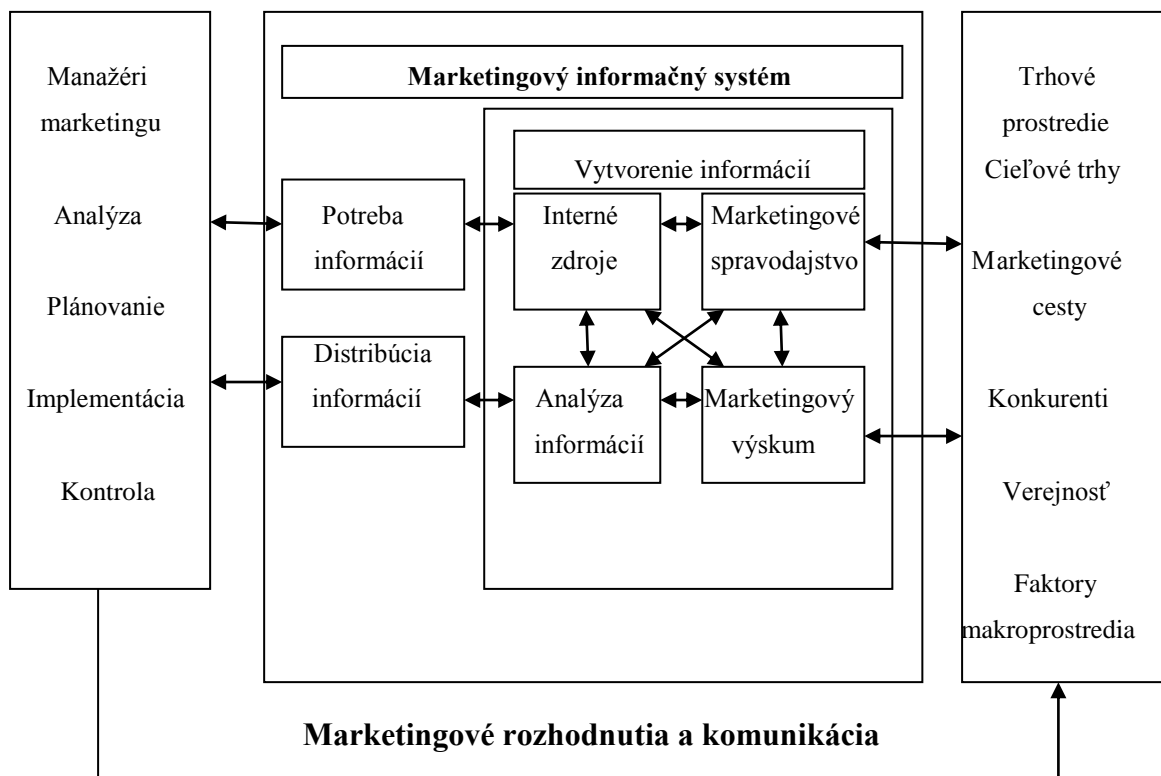 Manažéri
marketingu
Analýza
Plánovanie
Implementácia
Kontrola
Marketingový informačný systém
Potreba
informácií
Distribúcia
informácií
Vytvorenie informácií
Interné
zdroje
Marketingové
spravodajstvo
Analýza
informácií
Marketingový
výskum
Trhové
prostredie
Cieľové trhy
Marketingové
cesty
Konkurenti
Verejnosť
Faktory
makroprostredia
Marketingové rozhodnutia a komunikácia